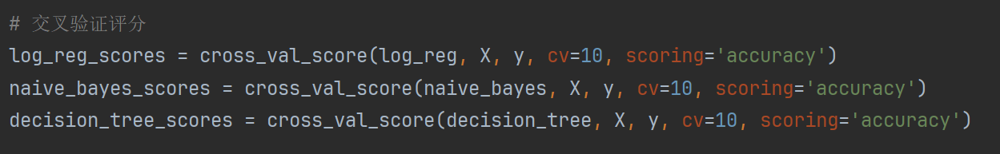 # 交叉验证评分
log_reg_scores = cross_val_score(log_reg, X, y, cv=10, scoring='accuracy')
naive_bayes_scores = cross_val_score(naive_bayes, X, y, cv=10, scoring='accuracy')
decision_tree_scores = cross_val_score(decision_tree, X, y, cv=10, scoring='accuracy')